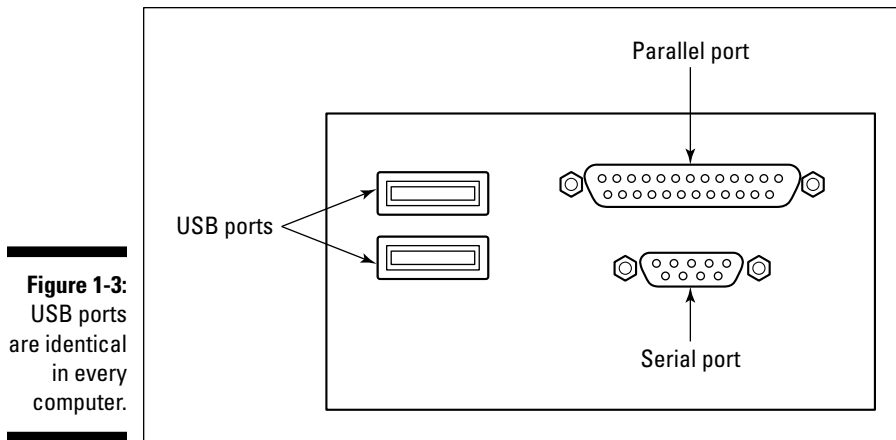 Parallel port
USB ports
Serial port
Figure 1-3:
USB ports
are identical
in every
computer.